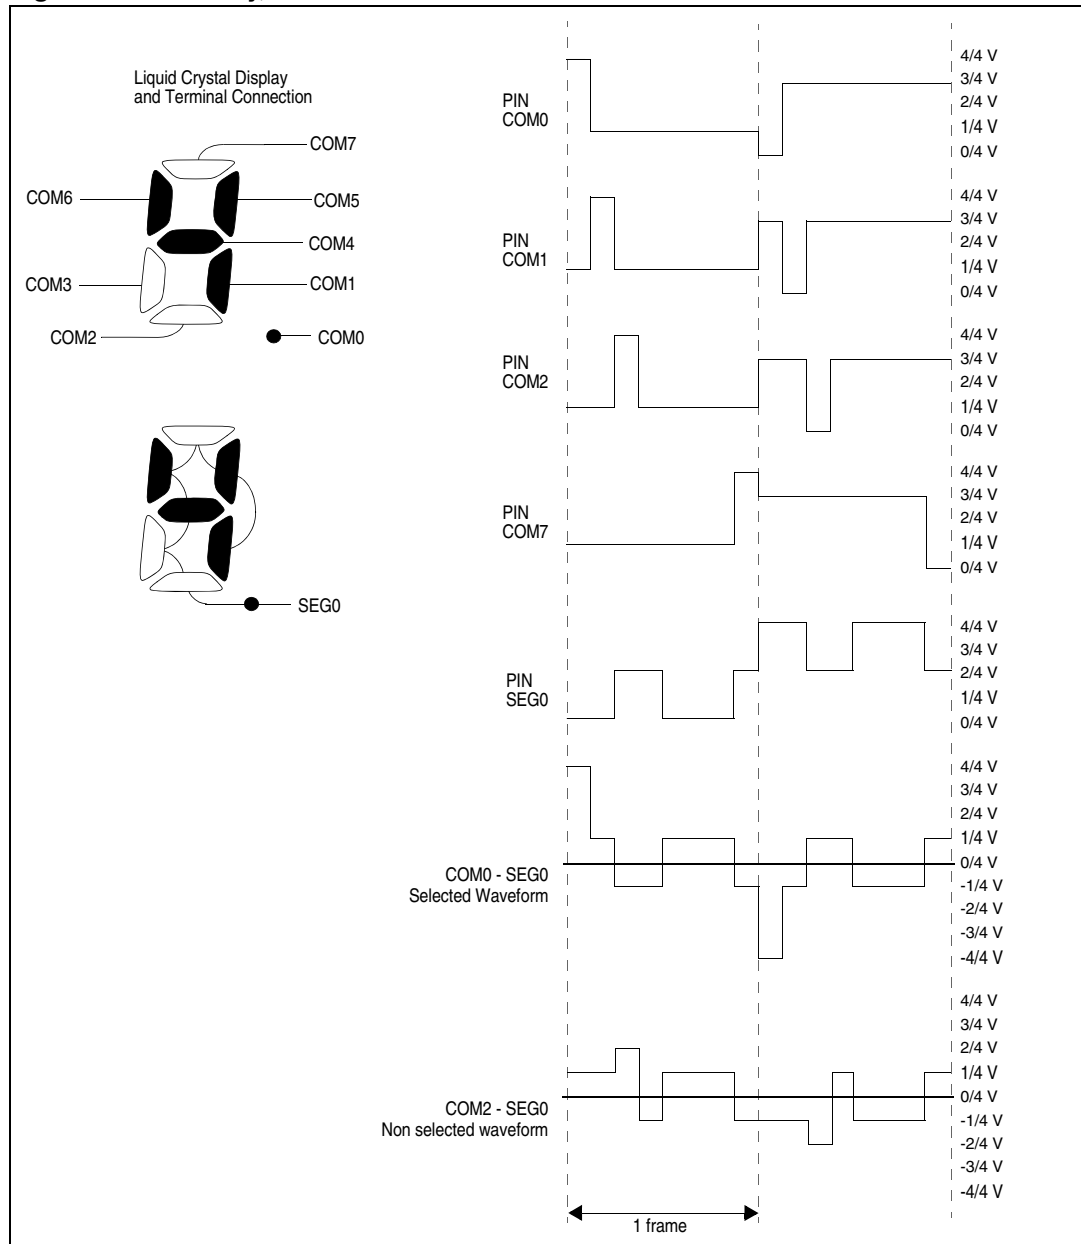 Liquid Crystal Display
and Terminal Connection
COM7
COM6
COM5
COM4
COM3
COM1
COM2
COM0
SEG0
PIN
COM0
4/4 V
3/4 V
2/4 V
1/4 V
0/4 V
PIN
COM1
4/4 V
3/4 V
2/4 V
1/4 V
0/4 V
PIN
COM2
4/4 V
3/4 V
2/4 V
1/4 V
0/4 V
PIN
COM7
4/4 V
3/4 V
2/4 V
1/4 V
0/4 V
PIN
SEG0
4/4 V
3/4 V
2/4 V
1/4 V
0/4 V
COM0 - SEG0
Selected Waveform
4/4 V
3/4 V
2/4 V
1/4 V
0/4 V
-1/4 V
-2/4 V
-3/4 V
-4/4 V
COM2 - SEG0
Non selected waveform
4/4 V
3/4 V
2/4 V
1/4 V
0/4 V
-1/4 V
-2/4 V
-3/4 V
-4/4 V
1 frame